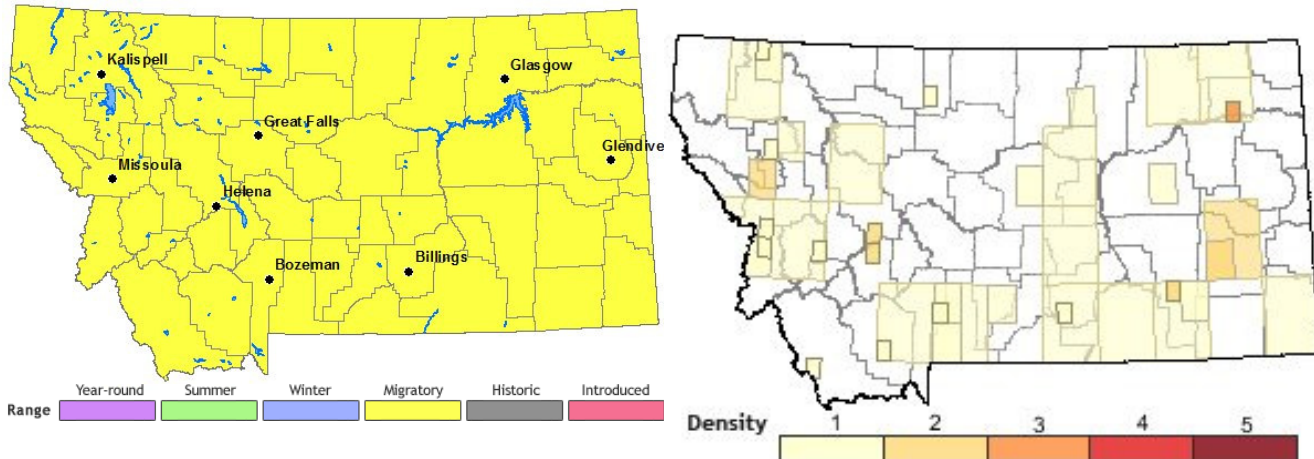 Kalispell
Glasgow
Great Falls
Glendive
Missoula
Helena
Bozeman
Billings
Year-round Summer Winter Migratory Historic Introduced
Range
Density 1 2 3 4 5